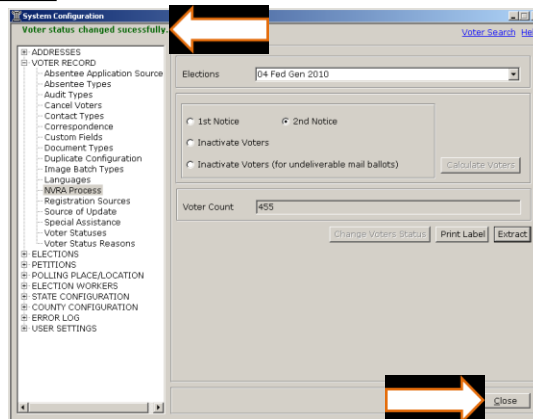 System Configuration
Voter status changed sucessfully.
Voter Search
ADDRESSES
VOTER RECORD
Absentee Application Source
Absentee Types
Audit Types
Cancel Voters
Contact Types
Correspondence
Custom Fields
Document Types
Duplicate Configuration
Image Batch Types
Languages
NVRA Process
Registration Sources
Source of Update
Special Assistance
Voter Statuses
Voter Status Reasons
ELECTIONS
PETITIONS
POLLING PLACE/LOCATION
ELECTION WORKERS
STATE CONFIGURATION
COUNTY CONFIGURATION
ERROR LOG
USER SETTINGS
Elections 04 Fed Gen 2010
1st Notice 2nd Notice
Inactivate Voters
Inactivate Voters (for undeliverable mail ballots) Calculate Voters
Voter Count 455
Change Voters Status Print Label Extract
Close